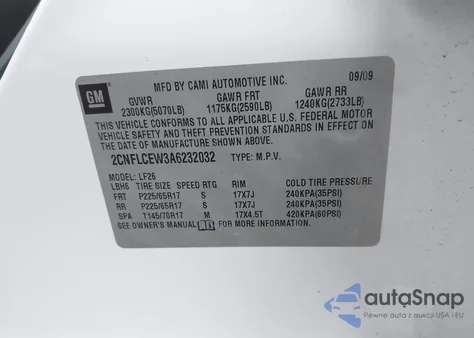 MFD BY CAMI AUTOMOTIVE INC. 09/09
GM
GVWR GAWR FRT GAWR RR
2300KG(5070LB) 1175KG(2590LB) 1240KG(2733LB)
THIS VEHICLE CONFORMS TO ALL APPLICABLE U.S. FEDERAL MOTOR
VEHICLE SAFETY AND THEFT PREVENTION STANDARDS IN EFFECT ON
THE DATE OF MANUFACTURE SHOWN ABOVE.
2CNFLCEW3A6232032 TYPE: M.P.V.
MODEL: LF26
LBH6 TIRE SIZE SPEED RTG RIM COLD TIRE PRESSURE
FRT P225/65R17 S 17X7J 240KPA(35PSI)
RR P225/65R17 S 17X7J 240KPA(35PSI)
SPA T145/70R17 M 17X4.5T 420KPA(60PSI)
SEE OWNER'S MANUAL FOR MORE INFORMATION.
autoSnap
Pewne auto z aukcji USA i EU